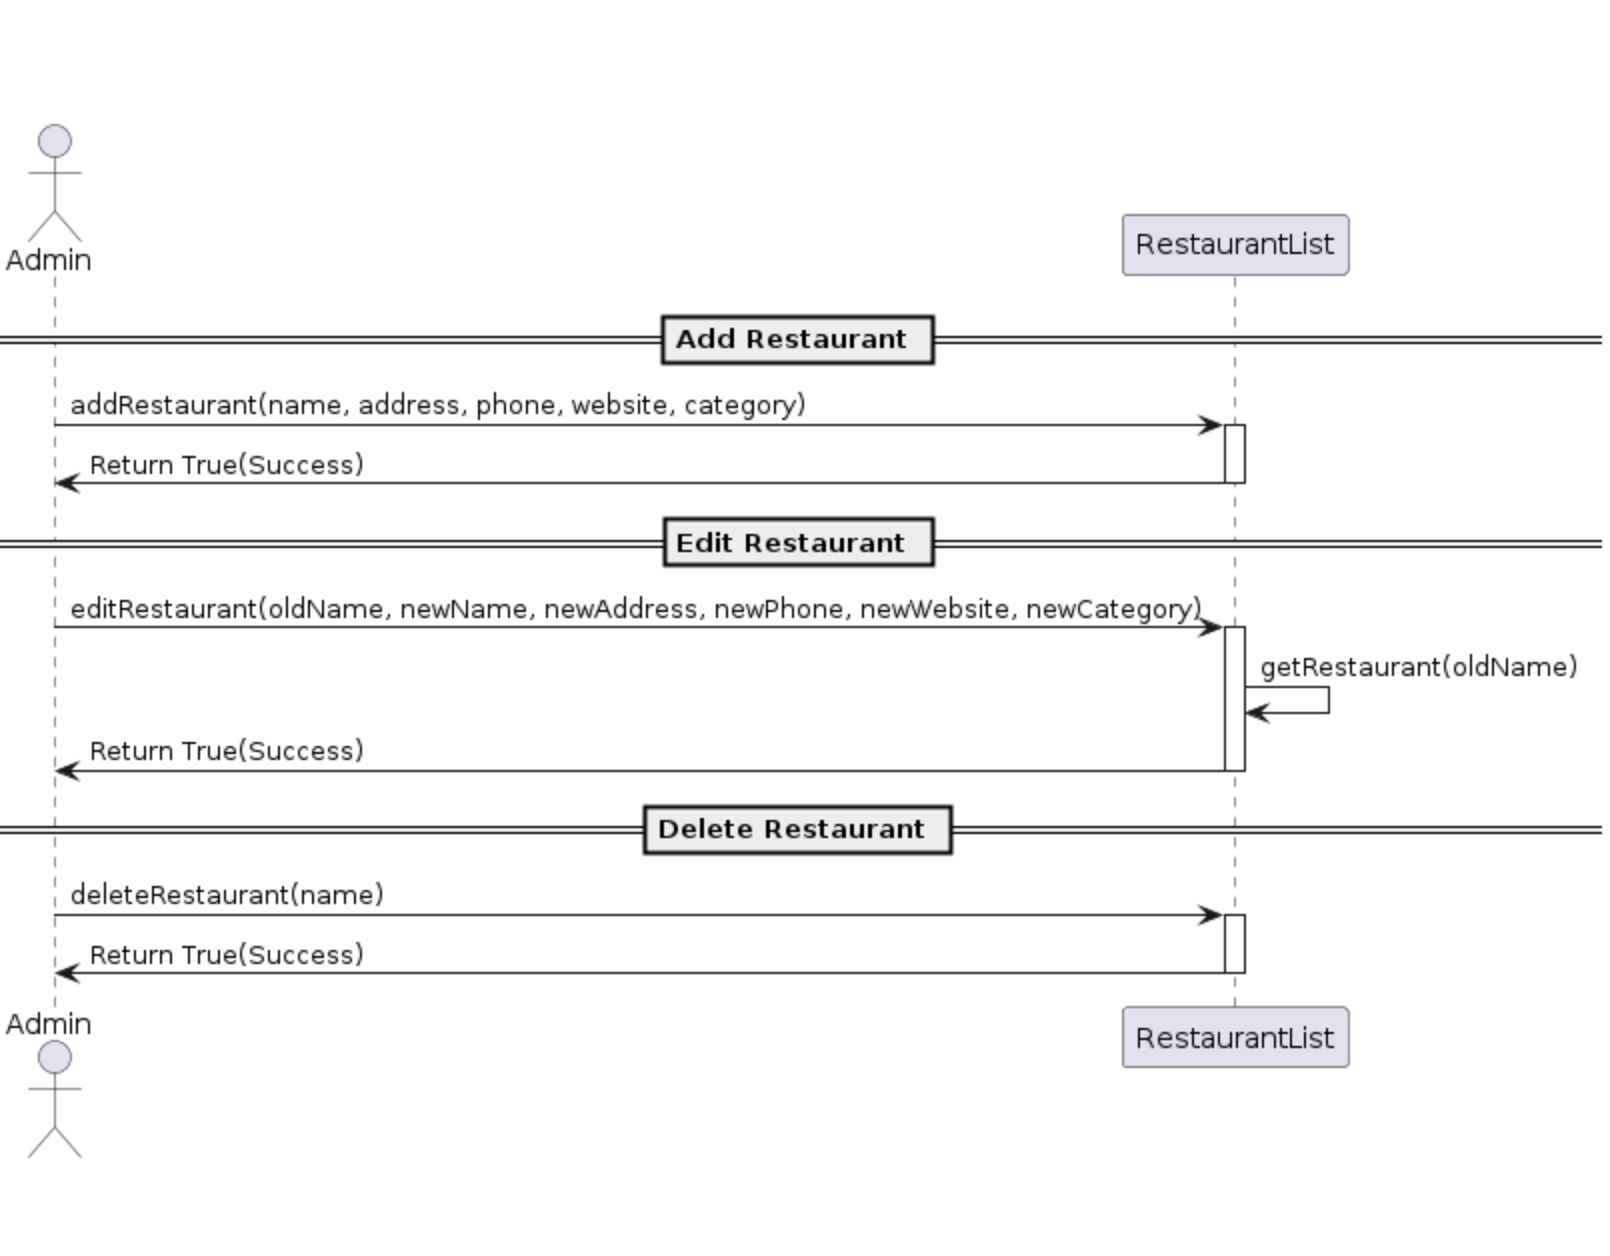 Admin
RestaurantList
Add Restaurant
addRestaurant(name, address, phone, website, category)
Return True(Success)
Edit Restaurant
editRestaurant(oldName, newName, newAddress, newPhone, newWebsite, newCategory)
getRestaurant(oldName)
Return True(Success)
Delete Restaurant
deleteRestaurant(name)
Return True(Success)
Admin
RestaurantList